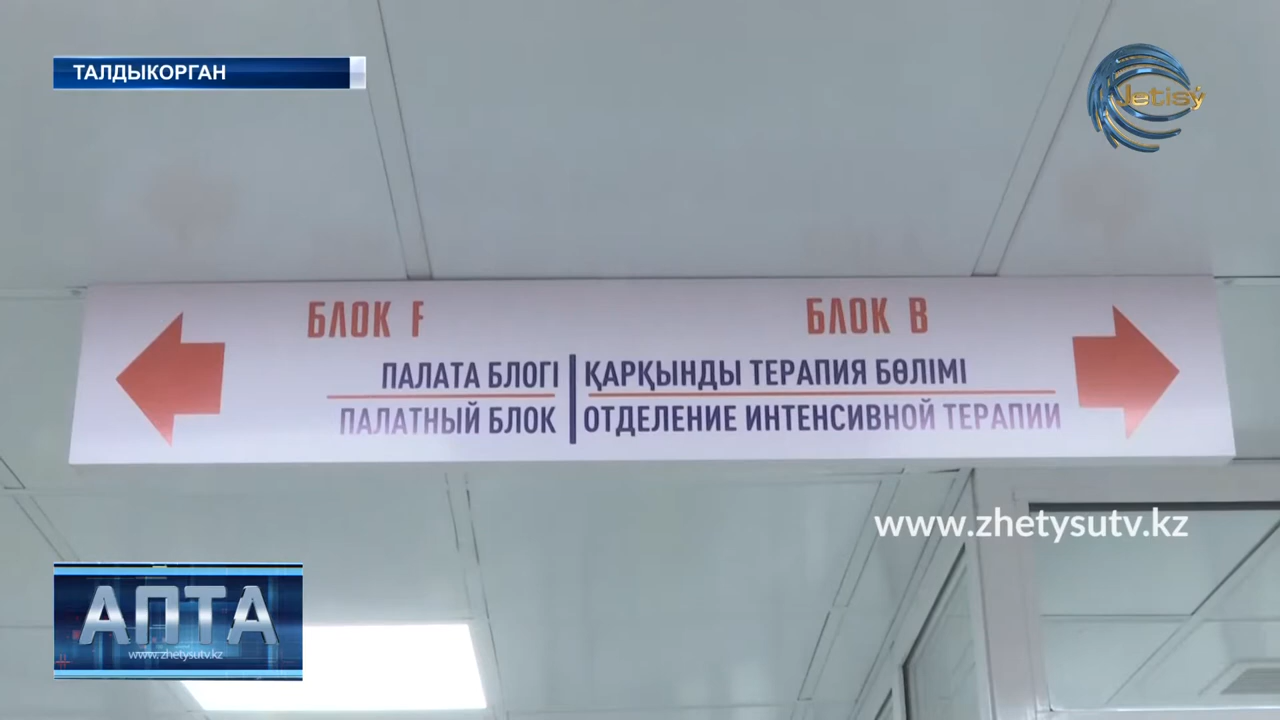 ТАЛДЫКОРГАН
Jetisý
БЛОК F
БЛОК B
ПАЛАТА БЛОГІ
ҚАРҚЫНДЫ ТЕРАПИЯ БӨЛІМІ
ПАЛАТНЫЙ БЛОК
ОТДЕЛЕНИЕ ИНТЕНСИВНОЙ ТЕРАПИИ
www.zhetysutv.kz
АПТА
www.zhetysutv.kz